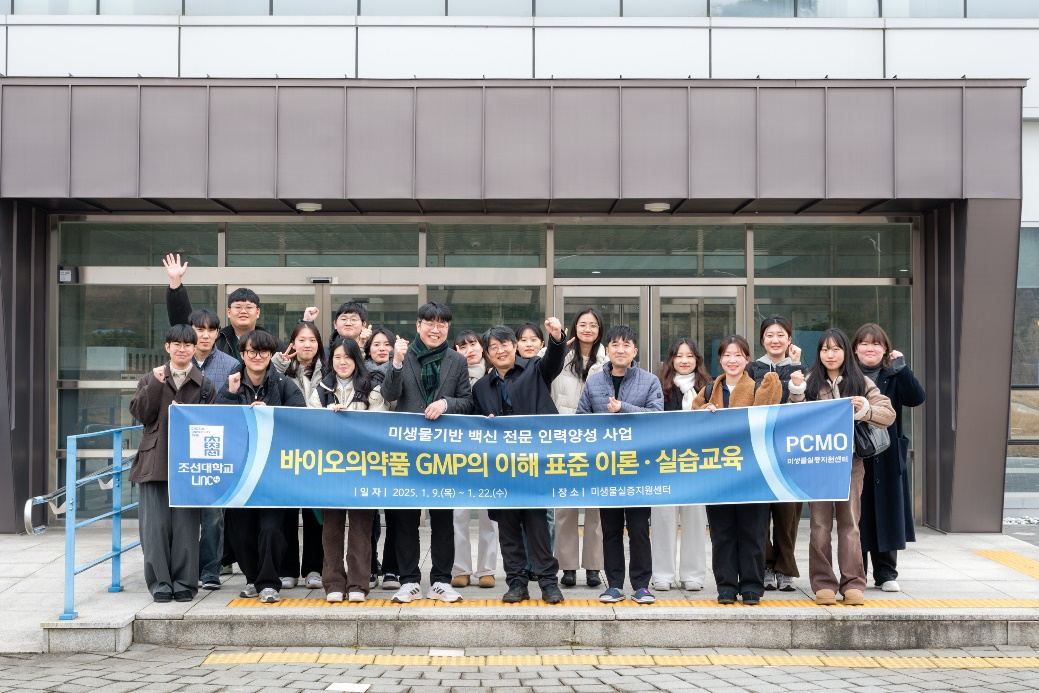 미생물기반 백신 전문 인력양성 사업
바이오의약품 GMP의 이해 표준 이론 · 실습교육
| 일 자 | 2025. 1. 9.(목) ~ 1. 22.(수) | 장 소 | 미생물실증지원센터
조선대학교
LINC
PCMO
미생물실증지원센터